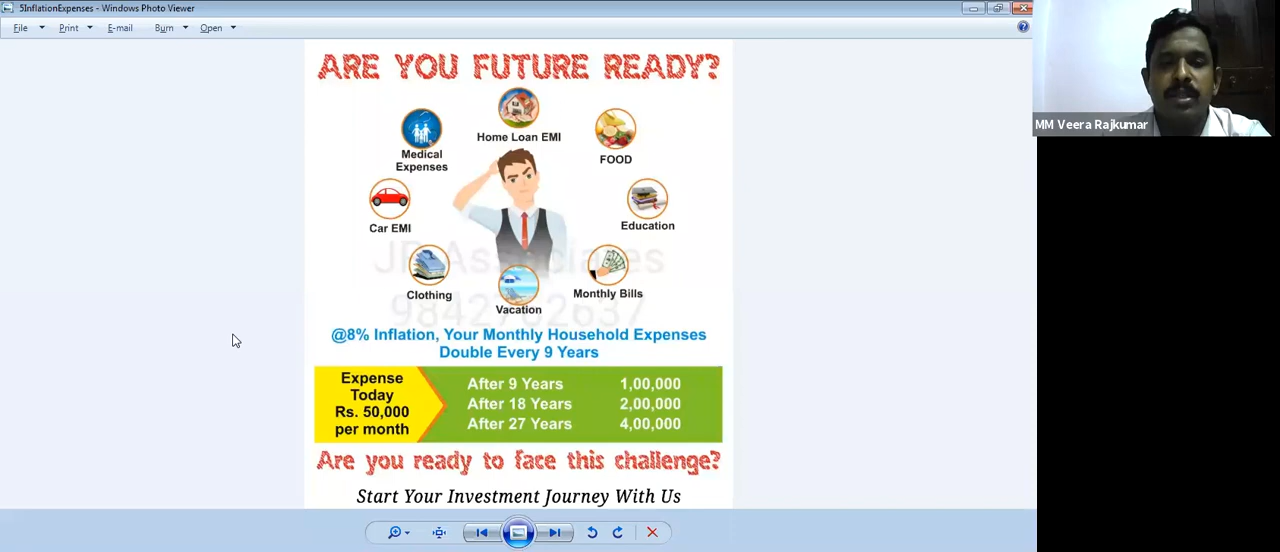 5InflationExpenses - Windows Photo Viewer
File Print E-mail Burn Open
MM Veera Rajkumar
ARE YOU FUTURE READY?
Home Loan EMI
Medical
Expenses
FOOD
Car EMI
Education
Clothing
Monthly Bills
Vacation
JP Associates
9842762637
@8% Inflation, Your Monthly Household Expenses
Double Every 9 Years
Expense
Today
Rs. 50,000
per month
After 9 Years 1,00,000
After 18 Years 2,00,000
After 27 Years 4,00,000
Are you ready to face this challenge?
Start Your Investment Journey With Us